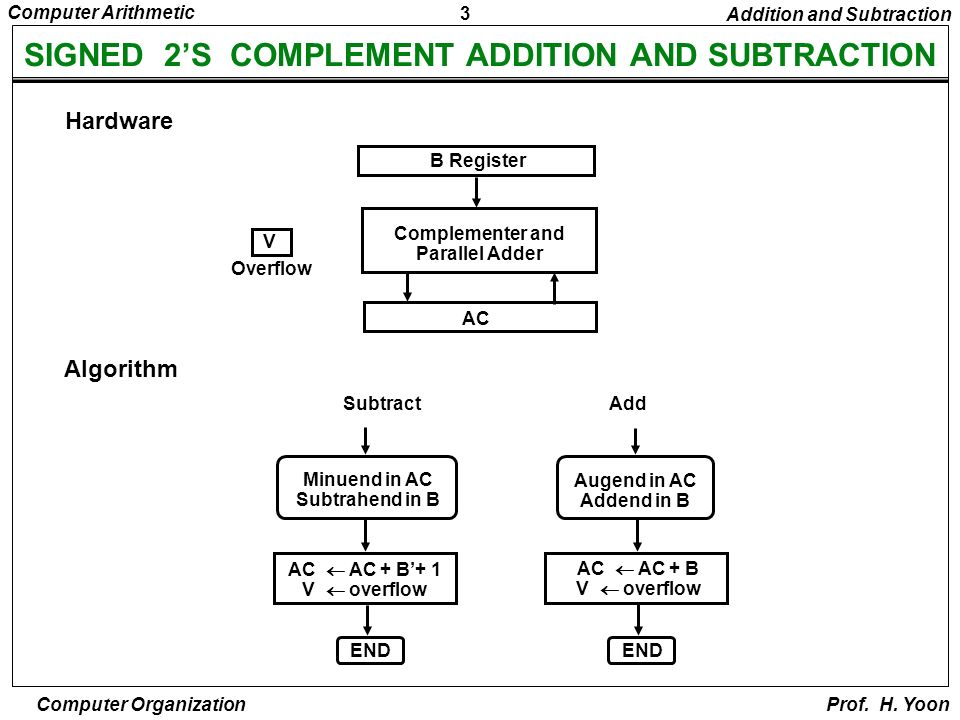 Computer Arithmetic 3 Addition and Subtraction
SIGNED 2’S COMPLEMENT ADDITION AND SUBTRACTION
Hardware
B Register
Complementer and
Parallel Adder
V
Overflow
AC
Algorithm
Subtract Add
Minuend in AC
Subtrahend in B
Augend in AC
Addend in B
AC ← AC + B’+ 1
V ← overflow
AC ← AC + B
V ← overflow
END END
Computer Organization Prof. H. Yoon